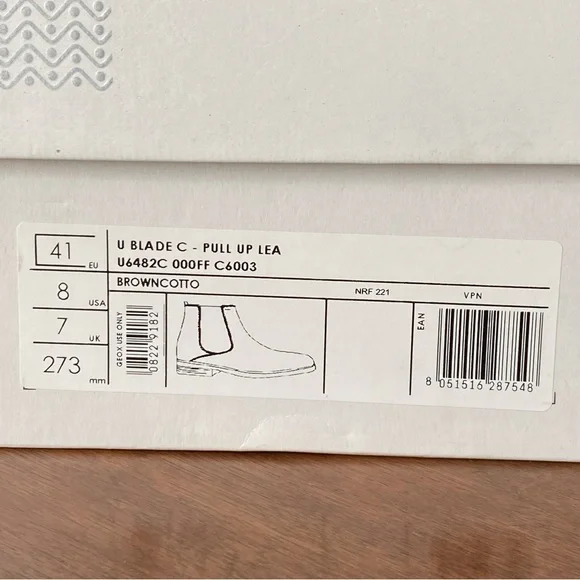 41 EU
U BLADE C - PULL UP LEA
U6482C 000FF C6003
8 USA
BROWNCOTTO
NRF 221
VPN
7 UK
GEOX USE ONLY
0822 9182
EAN
273 mm
8 051516 287548